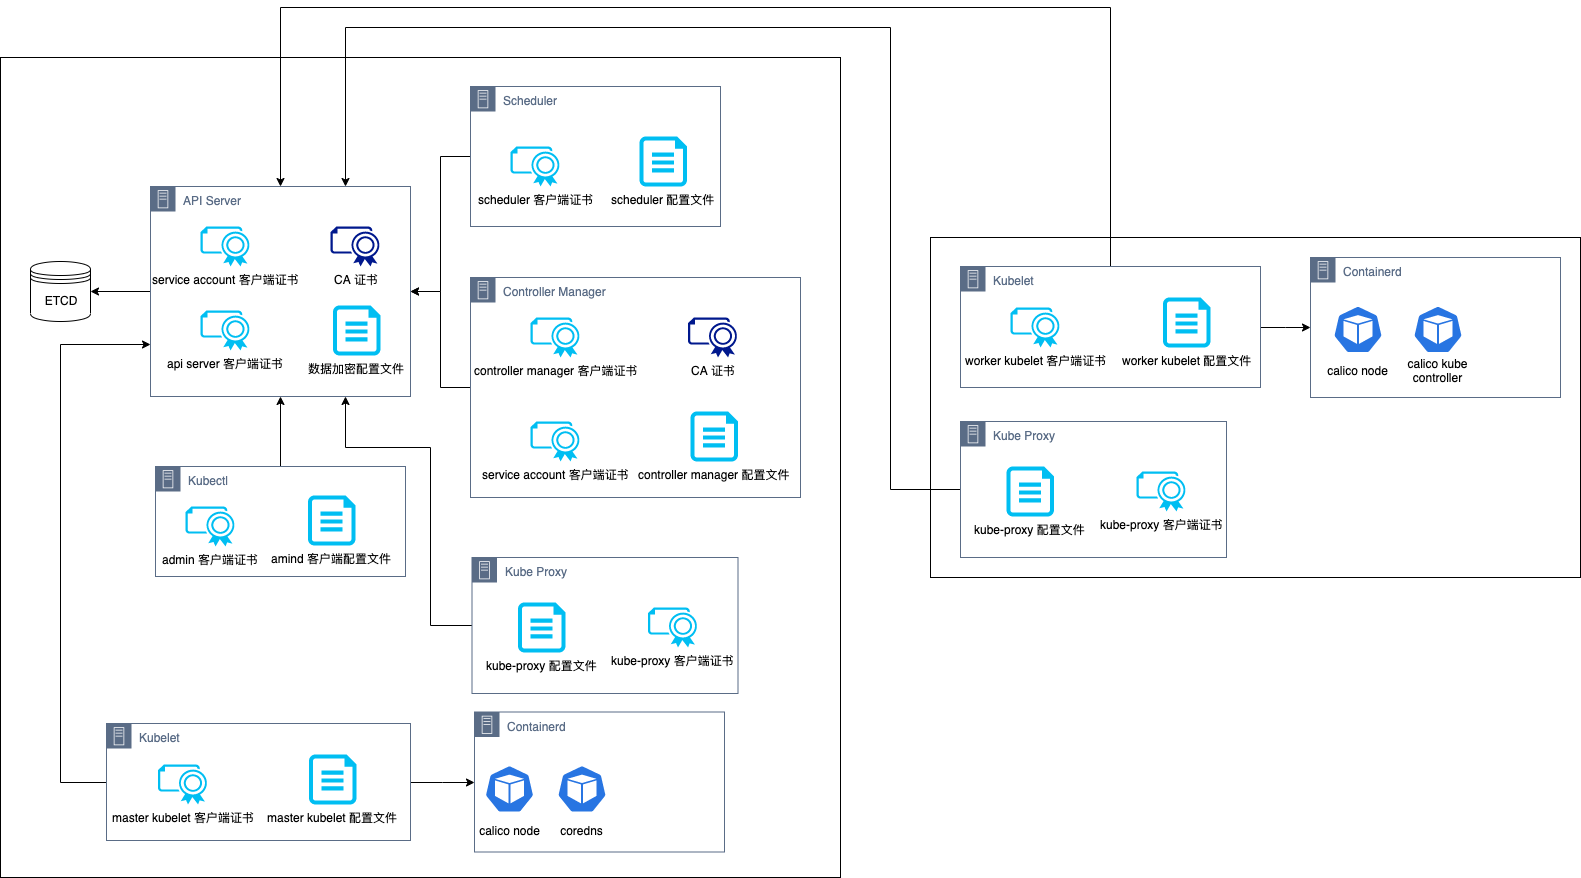 Scheduler
scheduler 客户端证书
scheduler 配置文件
API Server
service account 客户端证书
CA 证书
api server 客户端证书
数据加密配置文件
ETCD
Controller Manager
controller manager 客户端证书
CA 证书
service account 客户端证书
controller manager 配置文件
Kubectl
admin 客户端证书
amind 客户端配置文件
Kube Proxy
kube-proxy 配置文件
kube-proxy 客户端证书
Kubelet
master kubelet 客户端证书
master kubelet 配置文件
Containerd
calico node
coredns
Kubelet
worker kubelet 客户端证书
worker kubelet 配置文件
Containerd
calico node
calico kube
controller
Kube Proxy
kube-proxy 配置文件
kube-proxy 客户端证书